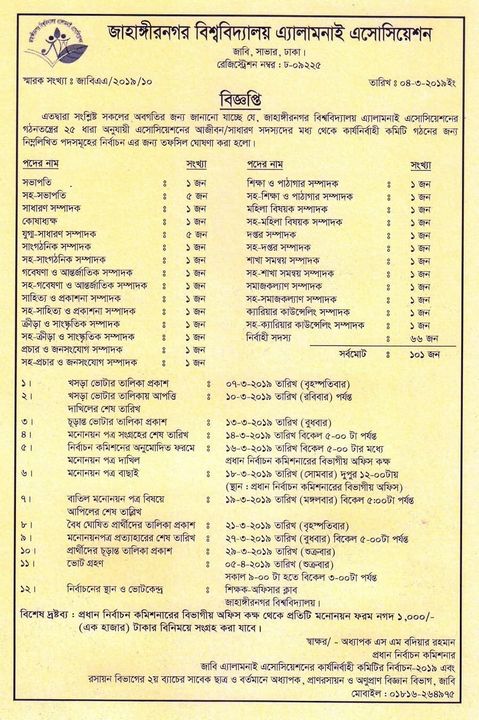 জাহাঙ্গীরনগর বিশ্ববিদ্যালয় এ্যালামনাই এসোসিয়েশন
জাবি, সাভার, ঢাকা।
রেজিস্ট্রেশন নম্বর : ঢ-০৯২২৫
স্মারক সংখ্যা : জাবিএএ/২০১৯/১০ তারিখ : ০৪-৩-২০১৯ইং
বিজ্ঞপ্তি
এতদ্বারা সংশ্লিষ্ট সকলের অবগতির জন্য জানানো যাচ্ছে যে, জাহাঙ্গীরনগর বিশ্ববিদ্যালয় এ্যালামনাই এসোসিয়েশনের
গঠনতন্ত্রের ২৫ ধারা অনুযায়ী এসোসিয়েশনের আজীবন/সাধারণ সদস্যদের মধ্য থেকে কার্যনির্বাহী কমিটি গঠনের জন্য
নিম্নলিখিত পদসমূহের নির্বাচন এর জন্য তফসিল ঘোষণা করা হলো।
পদের নাম সংখ্যা পদের নাম সংখ্যা
সভাপতি : ১ জন শিক্ষা ও পাঠাগার সম্পাদক : ১ জন
সহ-সভাপতি : ৫ জন সহ-শিক্ষা ও পাঠাগার সম্পাদক : ১ জন
সাধারণ সম্পাদক : ১ জন মহিলা বিষয়ক সম্পাদক : ১ জন
কোষাধ্যক্ষ : ১ জন সহ-মহিলা বিষয়ক সম্পাদক : ১ জন
যুগ্ম-সাধারণ সম্পাদক : ৫ জন দপ্তর সম্পাদক : ১ জন
সাংগঠনিক সম্পাদক : ১ জন সহ-দপ্তর সম্পাদক : ১ জন
সহ-সাংগঠনিক সম্পাদক : ১ জন শাখা সমন্বয় সম্পাদক : ১ জন
গবেষণা ও আন্তর্জাতিক সম্পাদক : ১ জন সহ-শাখা সমন্বয় সম্পাদক : ১ জন
সহ-গবেষণা ও আন্তর্জাতিক সম্পাদক : ১ জন সমাজকল্যাণ সম্পাদক : ১ জন
সাহিত্য ও প্রকাশনা সম্পাদক : ১ জন সহ-সমাজকল্যাণ সম্পাদক : ১ জন
সহ-সাহিত্য ও প্রকাশনা সম্পাদক : ১ জন ক্যারিয়ার কাউন্সেলিং সম্পাদক : ১ জন
ক্রীড়া ও সাংস্কৃতিক সম্পাদক : ১ জন সহ-ক্যারিয়ার কাউন্সেলিং সম্পাদক : ১ জন
সহ-ক্রীড়া ও সাংস্কৃতিক সম্পাদক : ১ জন নির্বাহী সদস্য : ৬৬ জন
প্রচার ও জনসংযোগ সম্পাদক : ১ জন সর্বমোট : ১০১ জন
সহ-প্রচার ও জনসংযোগ সম্পাদক : ১ জন
১। খসড়া ভোটার তালিকা প্রকাশ : ০৭-৩-২০১৯ তারিখ (বৃহস্পতিবার)
২। খসড়া ভোটার তালিকায় আপত্তি : ১০-৩-২০১৯ তারিখ (রবিবার) পর্যন্ত
দাখিলের শেষ তারিখ
৩। চূড়ান্ত ভোটার তালিকা প্রকাশ : ১৩-৩-২০১৯ তারিখ (বুধবার)
৪। মনোনয়ন পত্র সংগ্রহের শেষ তারিখ : ১৪-৩-২০১৯ তারিখ বিকেল ৫-০০ টা পর্যন্ত
৫। নির্বাচন কমিশনের অনুমোদিত ফরমে : ১৬-৩-২০১৯ তারিখ বিকেল ৫-০০ টার মধ্যে
মনোনয়ন পত্র দাখিল প্রধান নির্বাচন কমিশনারের বিভাগীয় অফিস কক্ষ
৬। মনোনয়ন পত্র বাছাই : ১৮-৩-২০১৯ তারিখ (সোমবার) দুপুর ১২-০০টায়
(স্থান : প্রধান নির্বাচন কমিশনারের বিভাগীয় অফিস)
৭। বাতিল মনোনয়ন পত্র বিষয়ে : ১৯-৩-২০১৯ তারিখ (মঙ্গলবার) বিকেল ৫:০০টা পর্যন্ত
আপিলের শেষ তারিখ
৮। বৈধ ঘোষিত প্রার্থীদের তালিকা প্রকাশ : ২১-৩-২০১৯ তারিখ (বৃহস্পতিবার)
৯। মনোনয়নপত্র প্রত্যাহারের শেষ তারিখ : ২৭-৩-২০১৯ তারিখ (বুধবার) বিকেল ৫-০০টা পর্যন্ত
১০। প্রার্থীদের চূড়ান্ত তালিকা প্রকাশ : ২৯-৩-২০১৯ তারিখ (শুক্রবার)
১১। ভোট গ্রহণ : ০৫-৪-২০১৯ তারিখ (শুক্রবার)
সকাল ৯-০০ টা হতে বিকেল ৩-০০টা পর্যন্ত
১২। নির্বাচনের স্থান ও ভোটকেন্দ্র : শিক্ষক-অফিসার ক্লাব
জাহাঙ্গীরনগর বিশ্ববিদ্যালয়।
বিশেষ দ্রষ্টব্য : প্রধান নির্বাচন কমিশনারের বিভাগীয় অফিস কক্ষ থেকে প্রতিটি মনোনয়ন ফরম নগদ ১,০০০/-
(এক হাজার) টাকার বিনিময়ে সংগ্রহ করা যাবে।
স্বাক্ষর/- অধ্যাপক এস এম বদিয়ার রহমান
প্রধান নির্বাচন কমিশনার
জাবি এ্যালামনাই এসোসিয়েশনের কার্যনির্বাহী কমিটির নির্বাচন-২০১৯ এবং
রসায়ন বিভাগের ২য় ব্যাচের সাবেক ছাত্র ও বর্তমানে অধ্যাপক, প্রাণরসায়ন ও অণুপ্রাণ বিজ্ঞান বিভাগ, জাবি
মোবাইল : ০১৮১৬-২৬৪৯৭৫